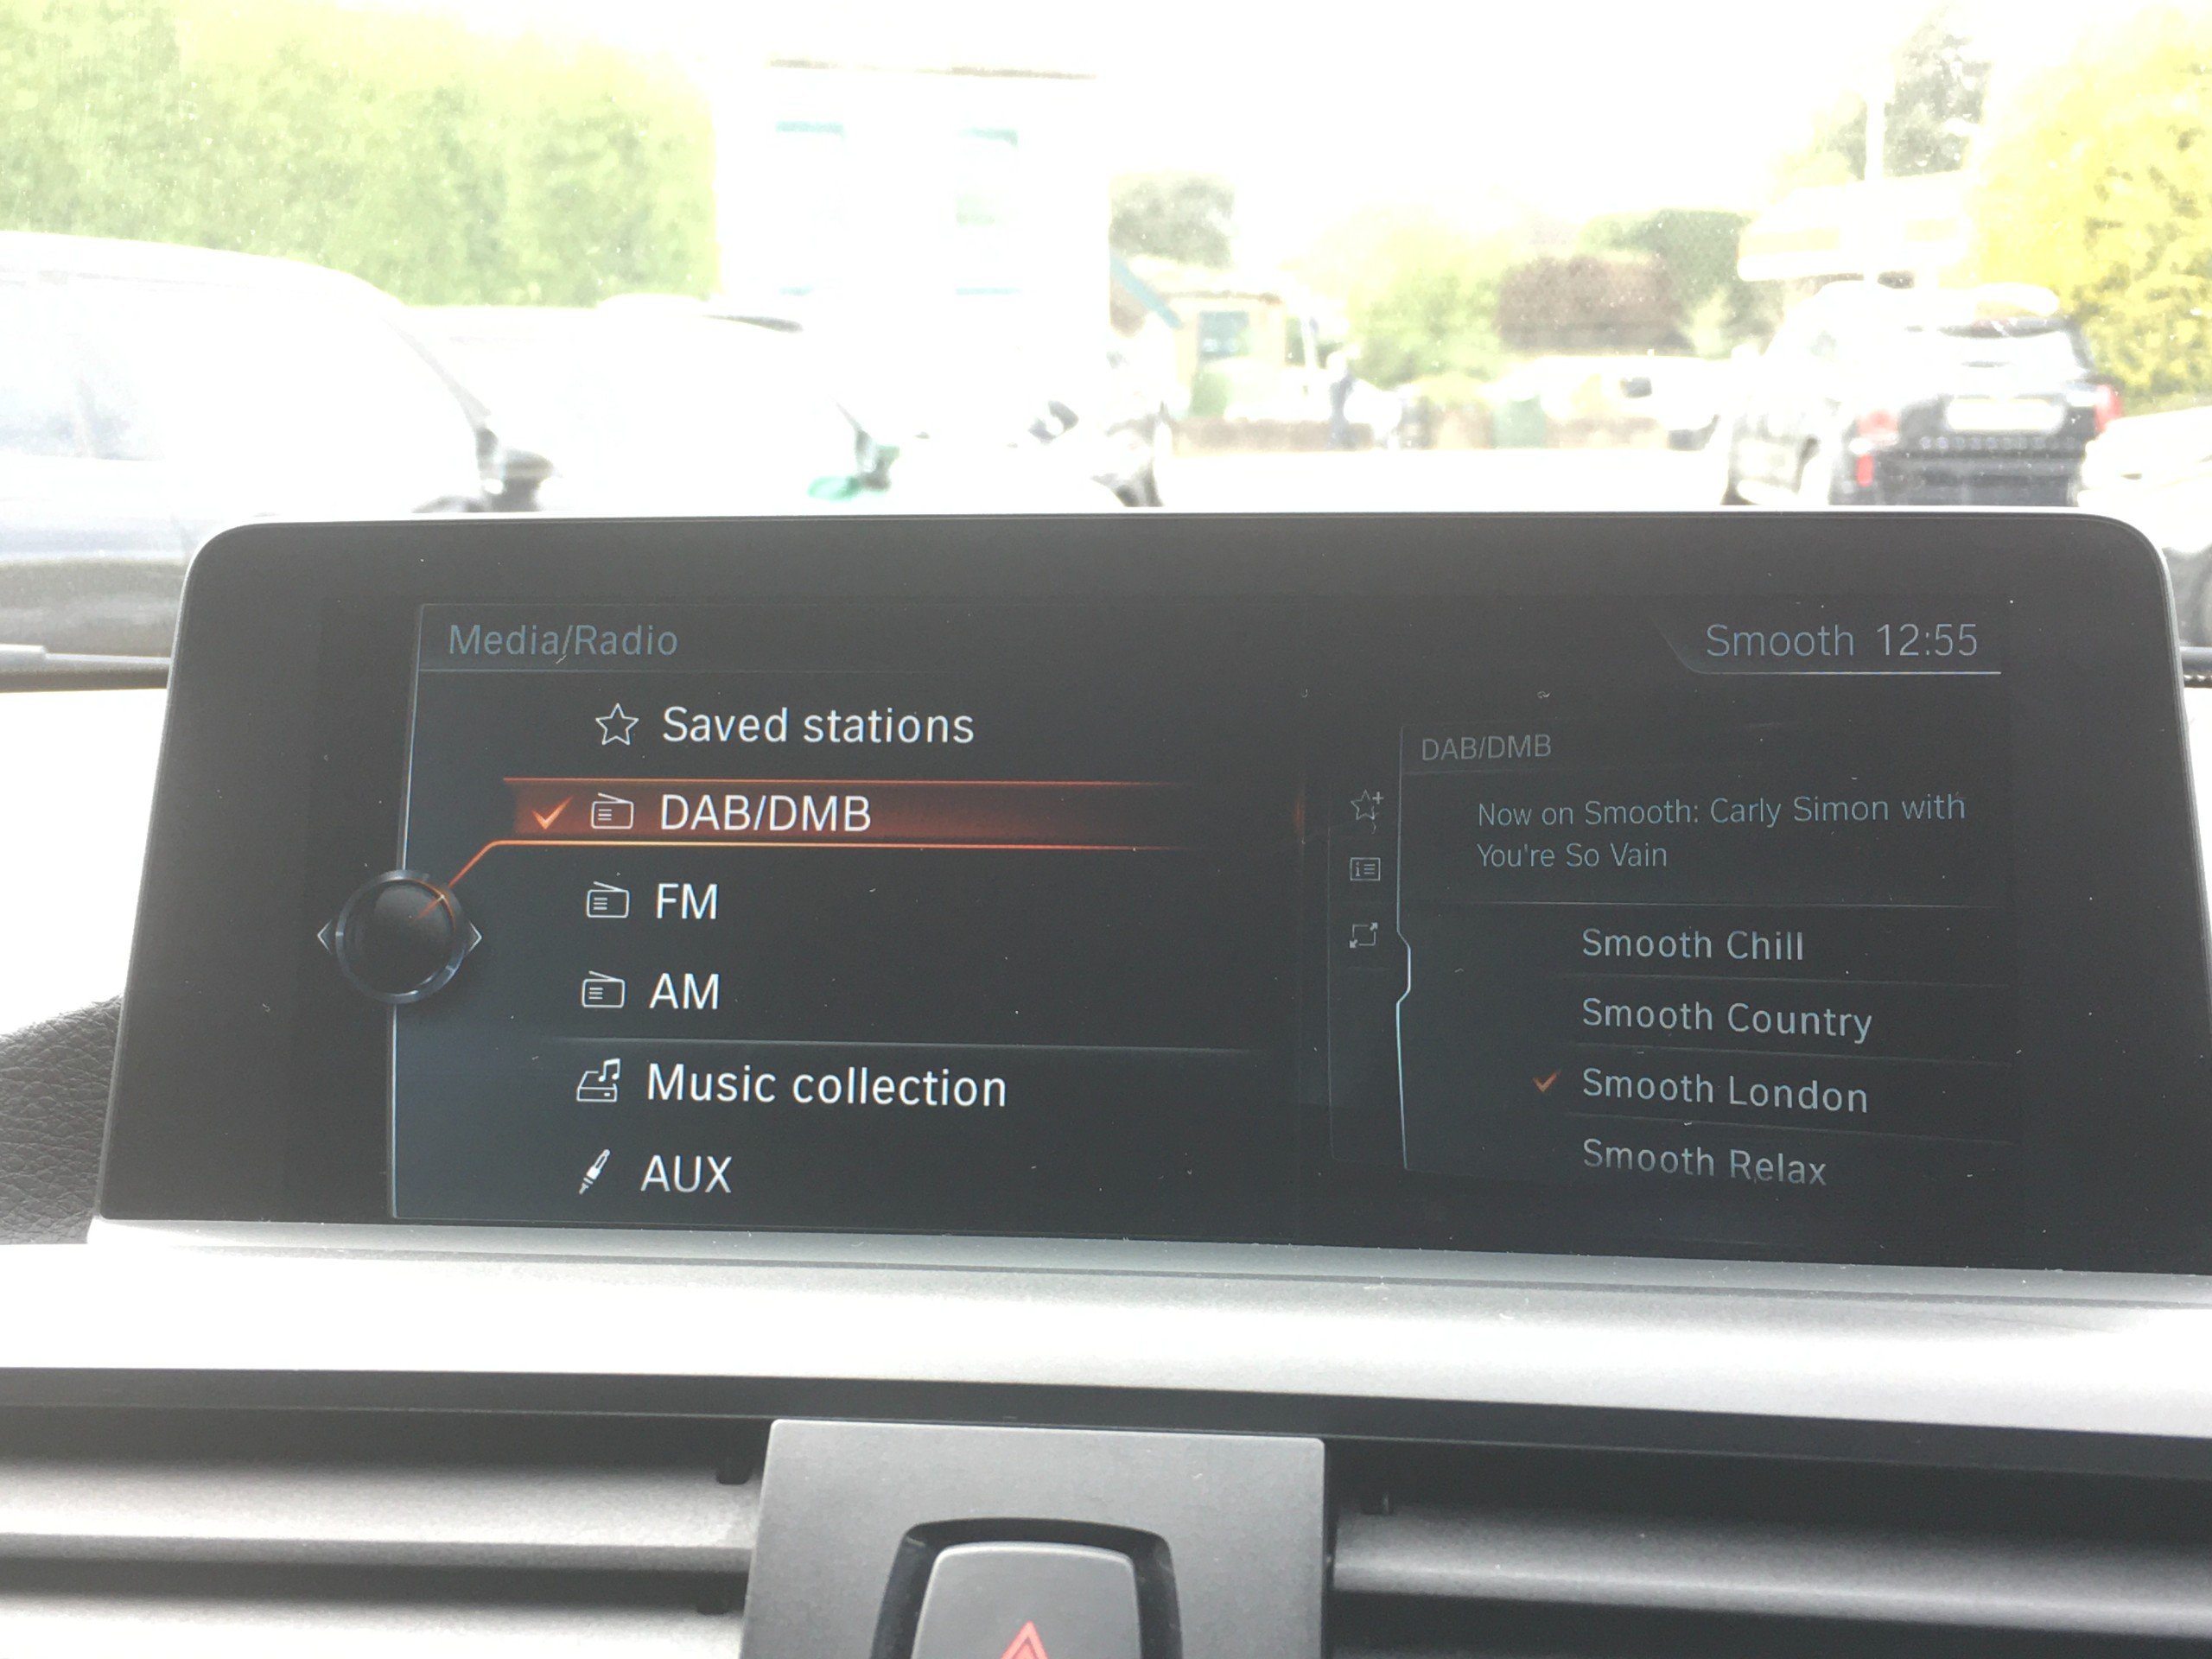 Media/Radio
Smooth 12:55
Saved stations
DAB/DMB
FM
AM
Music collection
AUX
DAB/DMB
Now on Smooth: Carly Simon with
You're So Vain
Smooth Chill
Smooth Country
Smooth London
Smooth Relax